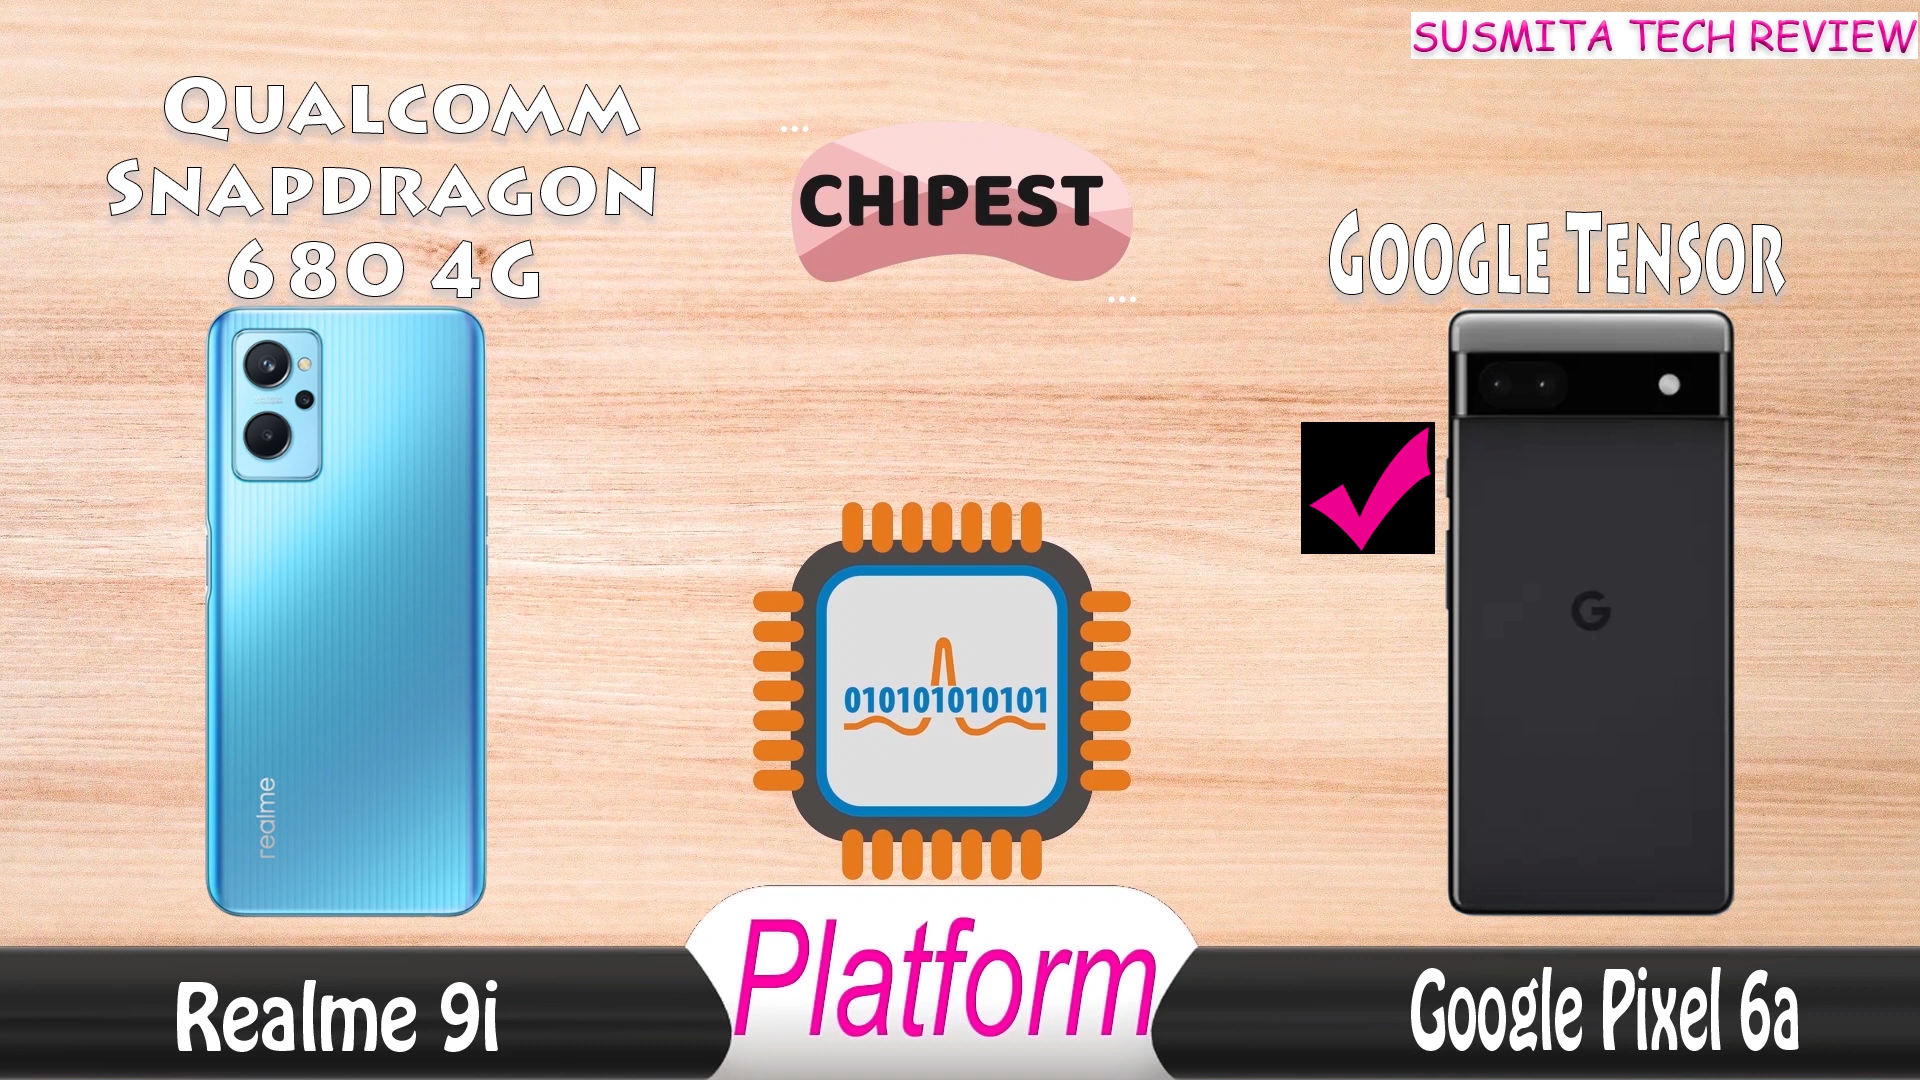 SUSMITA TECH REVIEW
QUALCOMM
SNAPDRAGON
680 4G
CHIPEST
GOOGLE TENSOR
realme
G
010101010101
Platform
Realme 9i
Google Pixel 6a